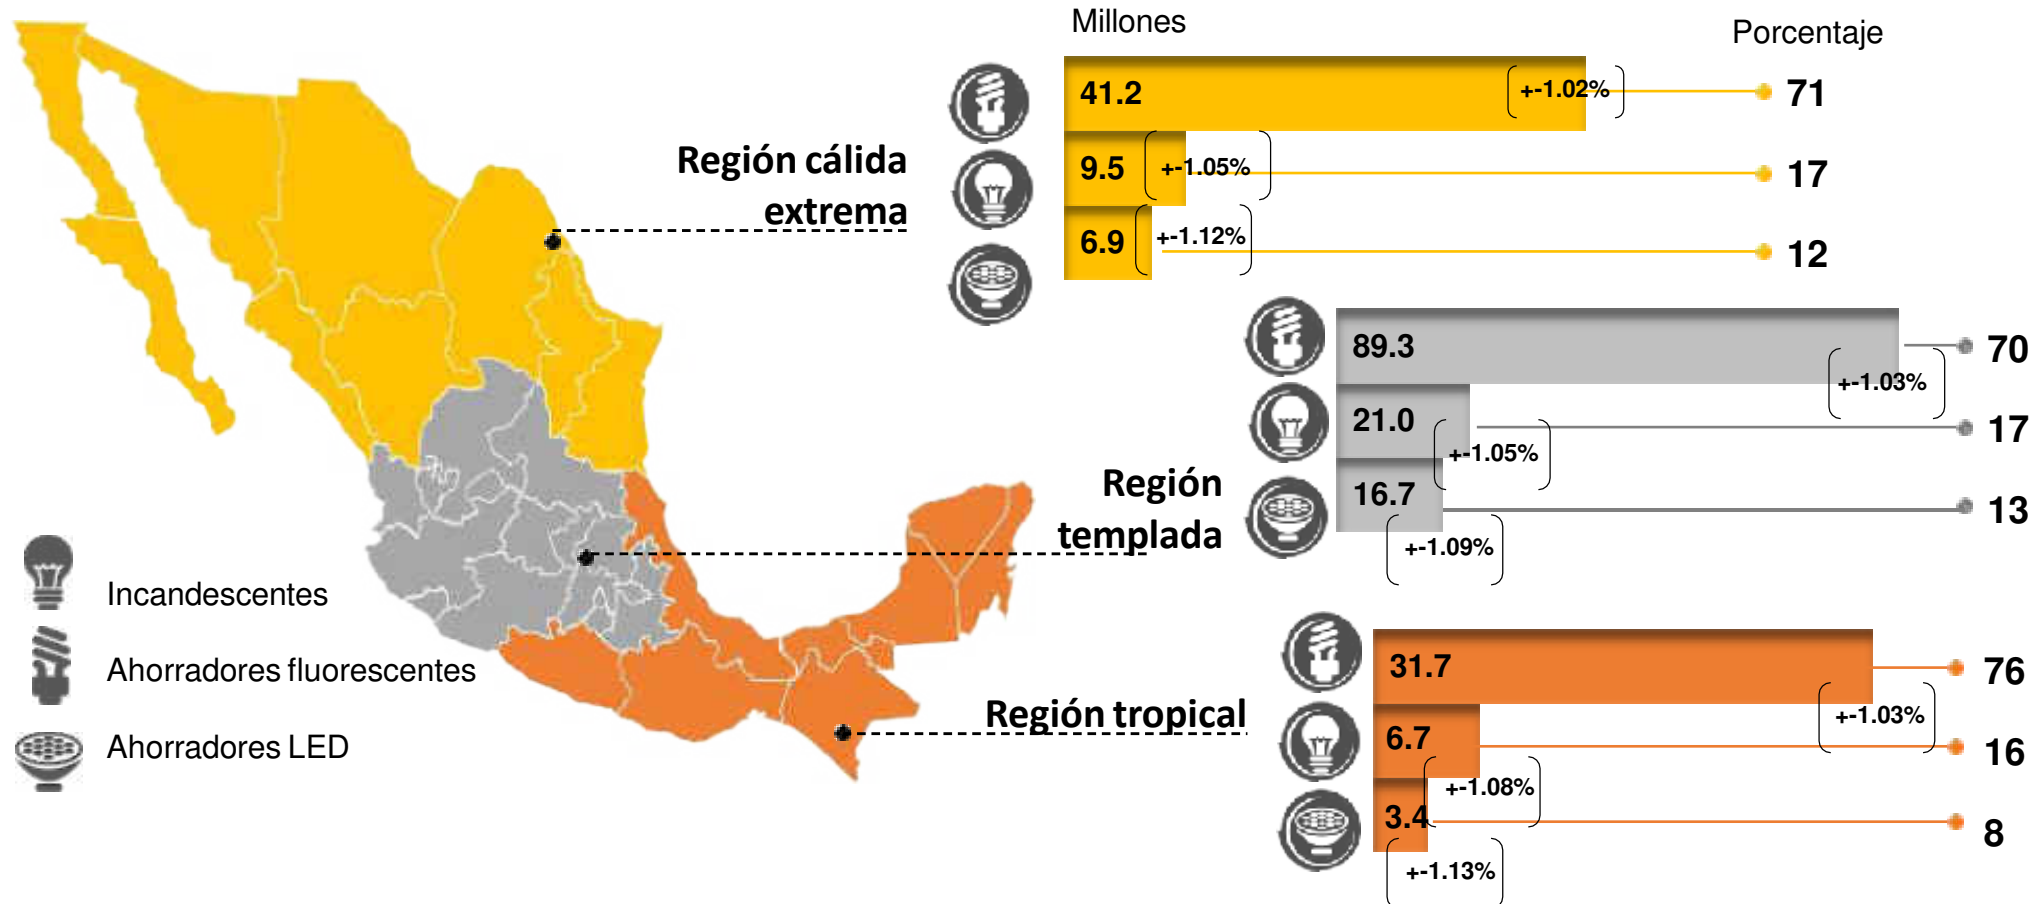 Millones
Porcentaje
Región cálida
extrema
41.2
+-1.02%
71
9.5
+-1.05%
17
6.9
+-1.12%
12
Región
templada
89.3
+-1.03%
70
21.0
+-1.05%
17
16.7
+-1.09%
13
Región tropical
31.7
+-1.03%
76
6.7
+-1.08%
16
3.4
+-1.13%
8
Incandescentes
Ahorradores fluorescentes
Ahorradores LED